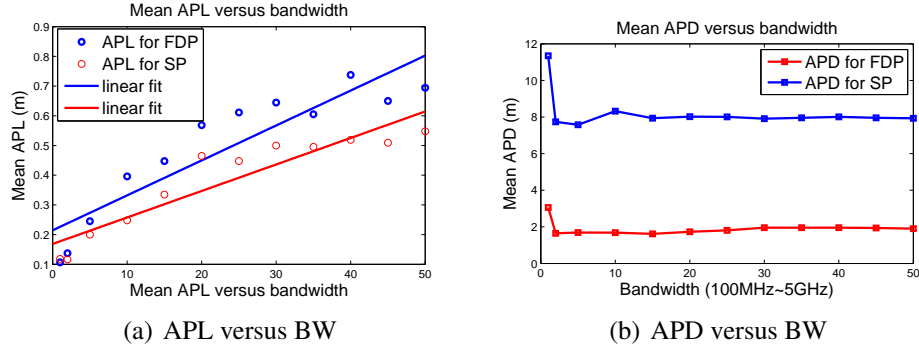 Mean APL versus bandwidth
0.9
0.8
0.7
0.6
0.5
0.4
0.3
0.2
0.1
Mean APL (m)
APL for FDP
APL for SP
linear fit
linear fit
0 10 20 30 40 50
Mean APL versus bandwidth
(a) APL versus BW
Mean APD versus bandwidth
12
10
8
6
4
2
0
Mean APD (m)
APD for FDP
APD for SP
0 10 20 30 40 50
Bandwidth (100MHz~5GHz)
(b) APD versus BW